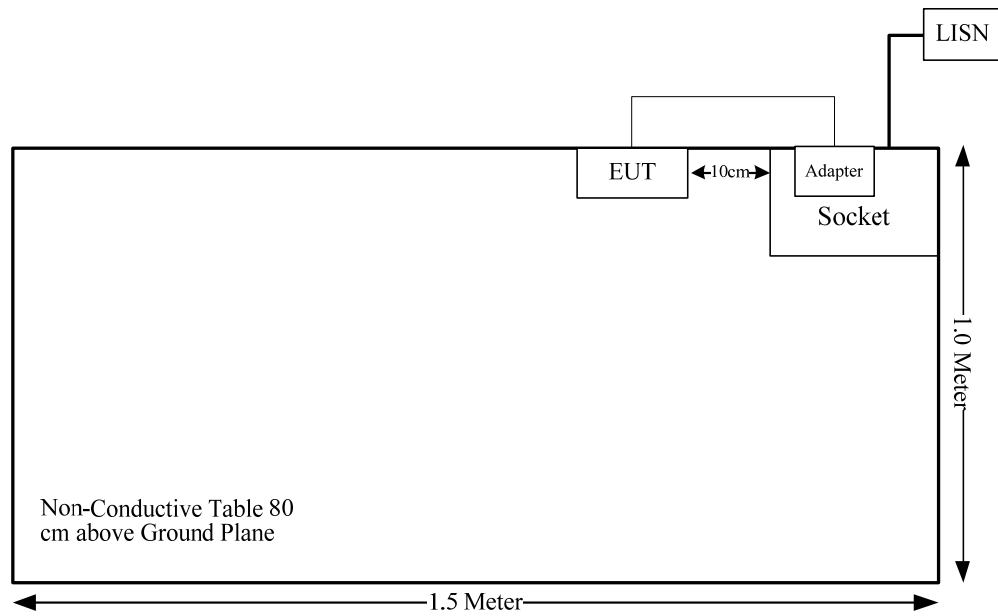 LISN
EUT
10cm
Adapter
Socket
1.0 Meter
Non-Conductive Table 80
cm above Ground Plane
1.5 Meter